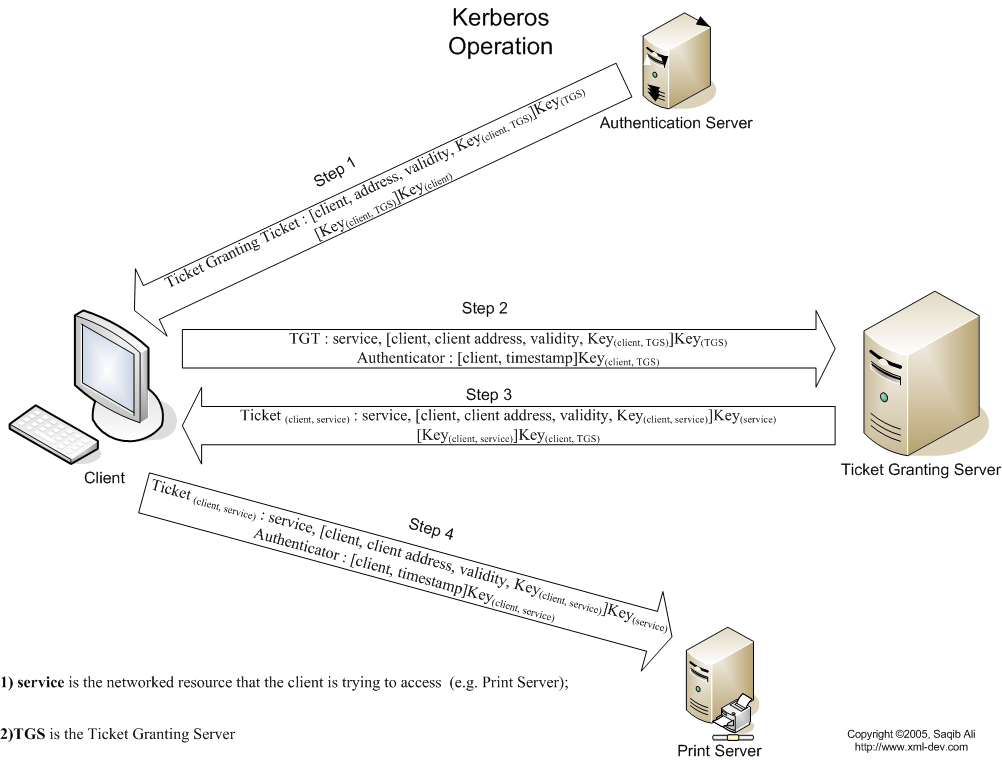 Kerberos
Operation
Authentication Server
Step 1
Ticket Granting Ticket : [client, address, validity, Key(client, TGS)]Key(TGS)
[Key(client, TGS)]Key(client)
Step 2
TGT : service, [client, client address, validity, Key(client, TGS)]Key(TGS)
Authenticator : [client, timestamp]Key(client, TGS)
Step 3
Ticket (client, service) : service, [client, client address, validity, Key(client, service)]Key(service)
[Key(client, service)]Key(client, TGS)
Client
Ticket Granting Server
Step 4
Ticket (client, service) : service, [client, client address, validity, Key(client, service)]Key(service)
Authenticator : [client, timestamp]Key(client, service)
1) service is the networked resource that the client is trying to access (e.g. Print Server);
2)TGS is the Ticket Granting Server
Print Server
Copyright ©2005, Saqib Ali
http://www.xml-dev.com